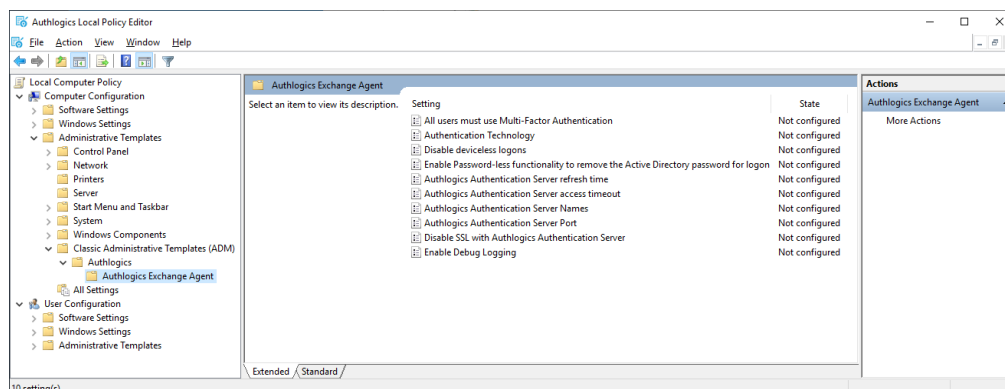 Authlogics Local Policy Editor
File Action View Window Help
Local Computer Policy
Computer Configuration
Software Settings
Windows Settings
Administrative Templates
Control Panel
Network
Printers
Server
Start Menu and Taskbar
System
Windows Components
Classic Administrative Templates (ADM)
Authlogics
Authlogics Exchange Agent
All Settings
User Configuration
Software Settings
Windows Settings
Administrative Templates
Authlogics Exchange Agent
Select an item to view its description.
Setting State
All users must use Multi-Factor Authentication Not configured
Authentication Technology Not configured
Disable deviceless logons Not configured
Enable Password-less functionality to remove the Active Directory password for logon Not configured
Authlogics Authentication Server refresh time Not configured
Authlogics Authentication Server access timeout Not configured
Authlogics Authentication Server Names Not configured
Authlogics Authentication Server Port Not configured
Disable SSL with Authlogics Authentication Server Not configured
Enable Debug Logging Not configured
Extended Standard
Actions
Authlogics Exchange Agent
More Actions
10 setting(s)